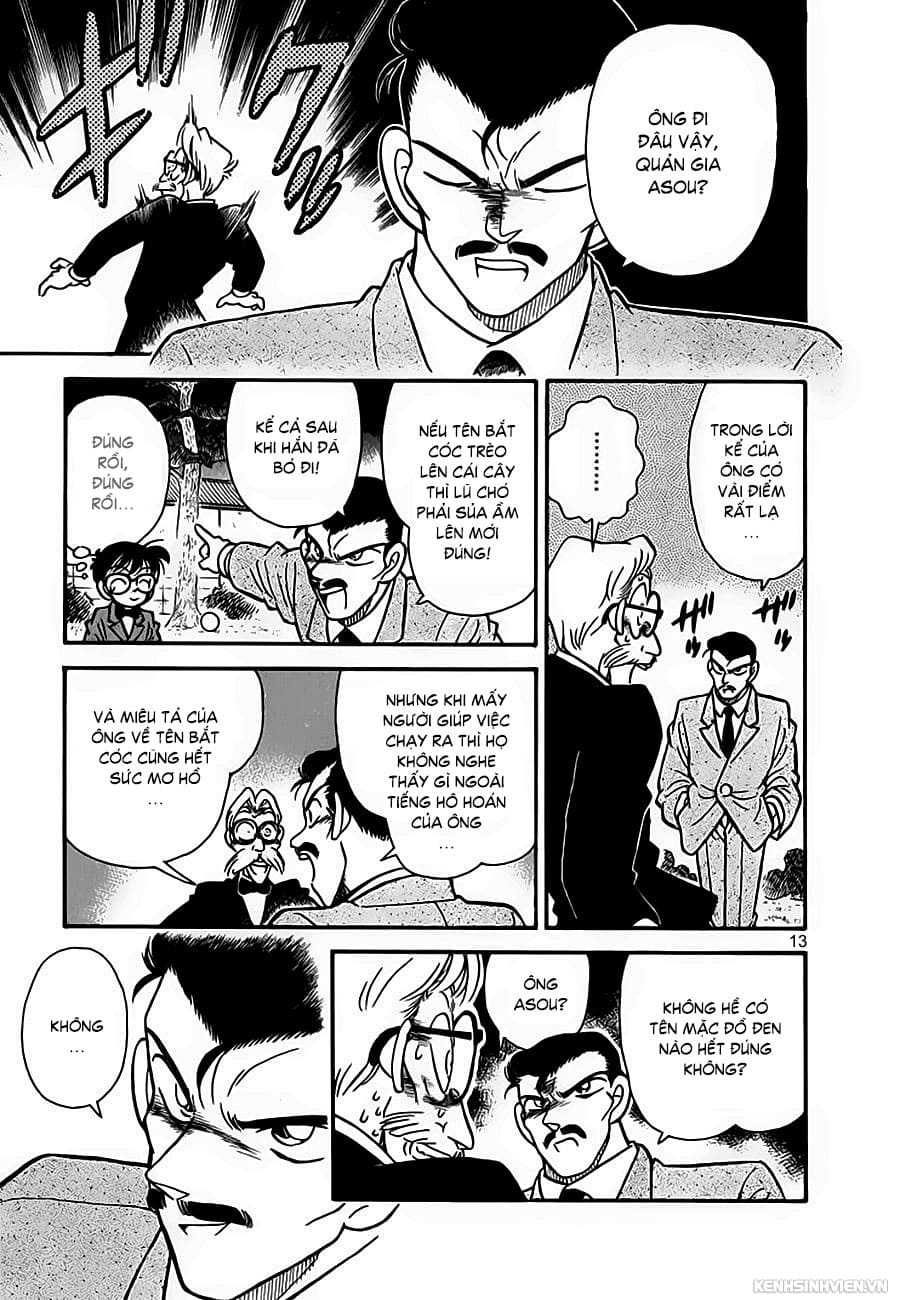 ÔNG ĐI
ĐÂU VẬY,
QUẢN GIA
ASOU?
TRONG LỜI
KỂ CỦA
ÔNG CÓ
VÀI ĐIỂM
RẤT LẠ
...
.........
NẾU TÊN BẮT
CÓC TRÈO
LÊN CÁI CÂY
THÌ LŨ CHÓ
PHẢI SỦA ẦM
LÊN MỚI
ĐÚNG!
KỂ CẢ SAU
KHI HẮN ĐÃ
BỎ ĐI!
ĐÚNG
RỒI,
ĐÚNG
RỒI...
NHƯNG KHI MẤY
NGƯỜI GIÚP VIỆC
CHẠY RA THÌ HỌ
KHÔNG NGHE
THẤY GÌ NGOÀI
TIẾNG HÔ HOÁN
CỦA ÔNG
...
VÀ MIÊU TẢ CỦA
ÔNG VỀ TÊN BẮT
CÓC CŨNG HẾT
SỨC MƠ HỒ
...
13
KHÔNG HỀ CÓ
TÊN MẶC ĐỒ ĐEN
NÀO HẾT ĐÚNG
KHÔNG?
ÔNG
ASOU?
KHÔNG
...
KENHSINHVIEN.VN